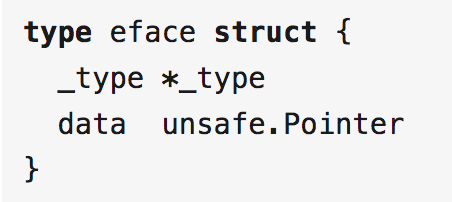 type eface struct {
  _type *_type
  data  unsafe.Pointer
}